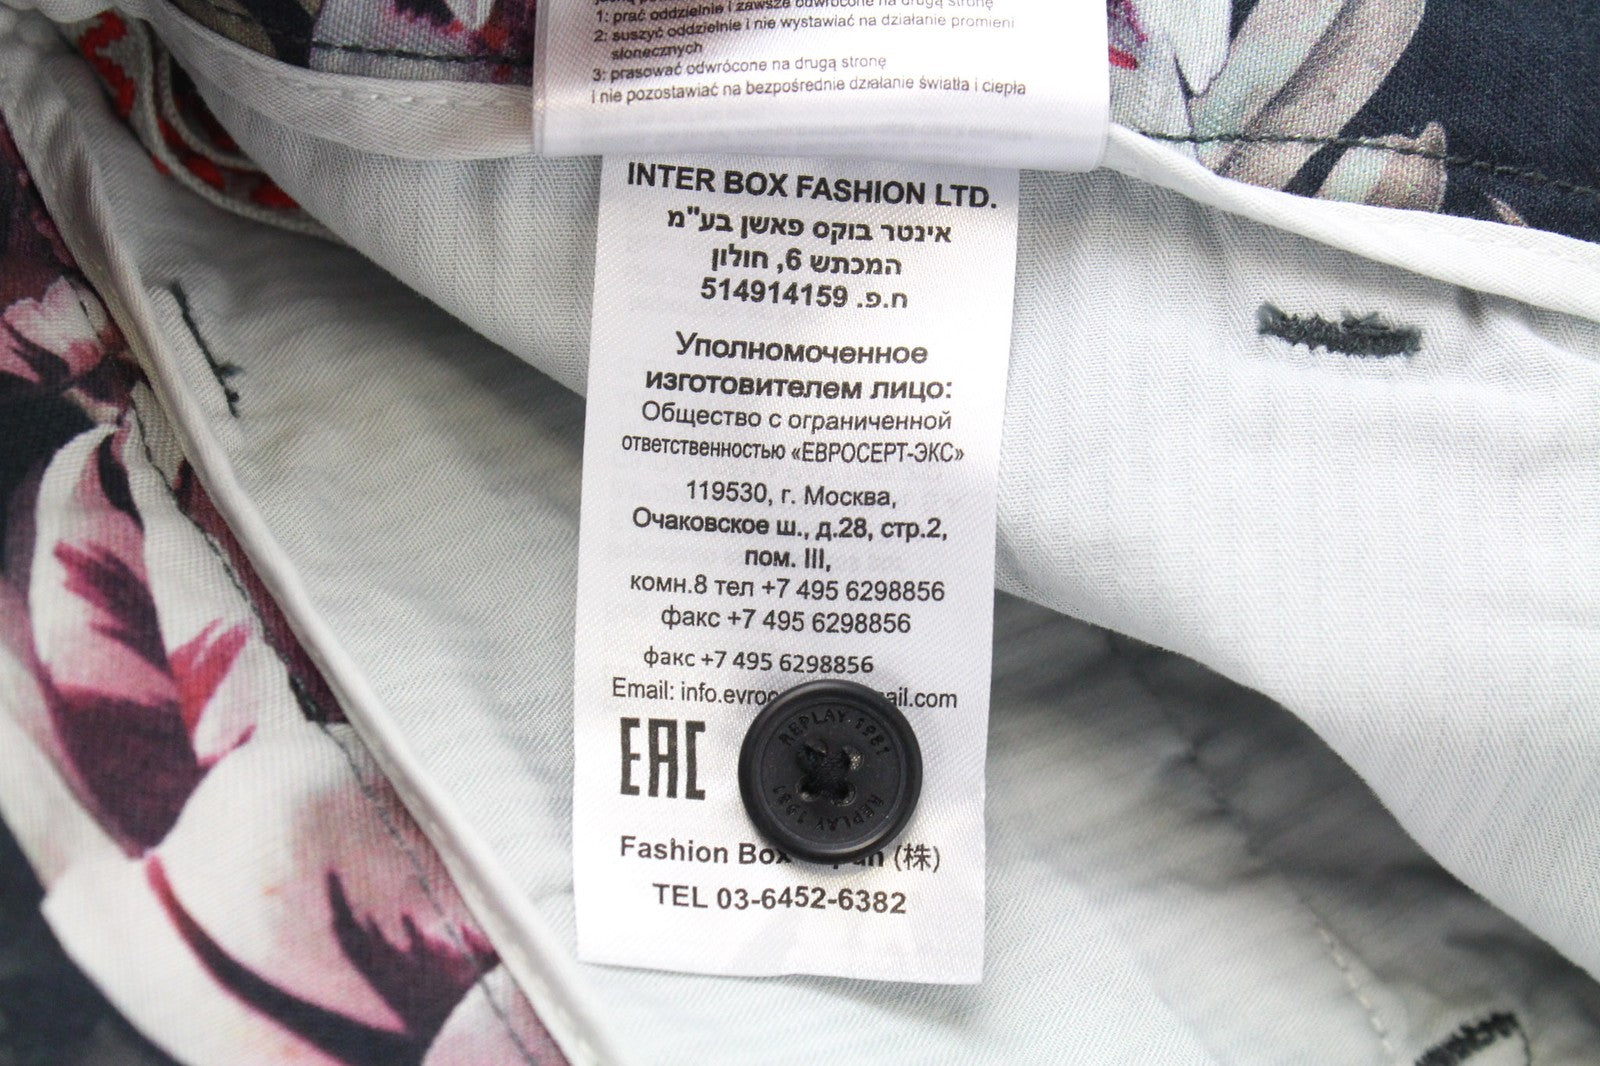 1: prać oddzielnie i zawsze odwrócone na drugą stronę
2: suszyć oddzielnie i nie wystawiać na działanie promieni
słonecznych
3: prasować odwrócone na drugą stronę
i nie pozostawiać na bezpośrednie działanie światła i ciepła
INTER BOX FASHION LTD.
אינטר בוקס פאשן בע"מ
המכתש 6, חולון
ח.פ. 514914159
Уполномоченное
изготовителем лицо:
Общество с ограниченной
ответственностью «ЕВРОСЕРТ-ЭКС»
119530, г. Москва,
Очаковское ш., д.28, стр.2,
пом. III,
комн.8 тел +7 495 6298856
факс +7 495 6298856
факс +7 495 6298856
Email:
EAC
REPLAY 1981
REPLAY 1981
Fashion Box (株)
TEL 03-6452-6382